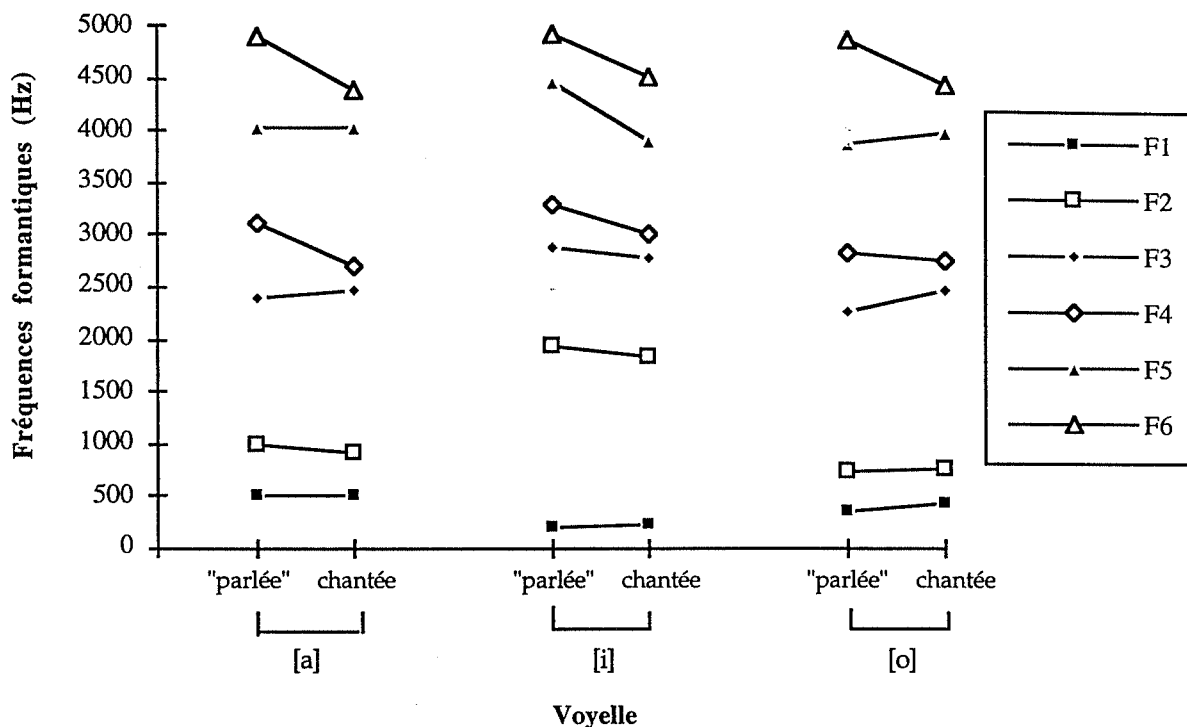 Fréquences formantiques (Hz)
5000
4500
4000
3500
3000
2500
2000
1500
1000
500
0
"parlée" chantée "parlée" chantée "parlée" chantée
[a] [i] [o]
Voyelle
F1
F2
F3
F4
F5
F6